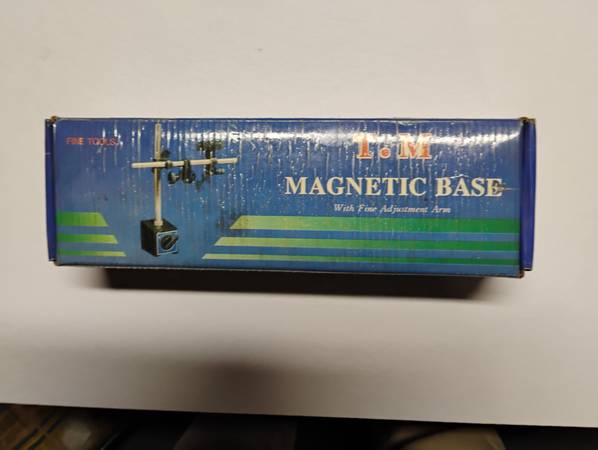 FINE TOOLS
T.M
MAGNETIC BASE
With Fine Adjustment Arm